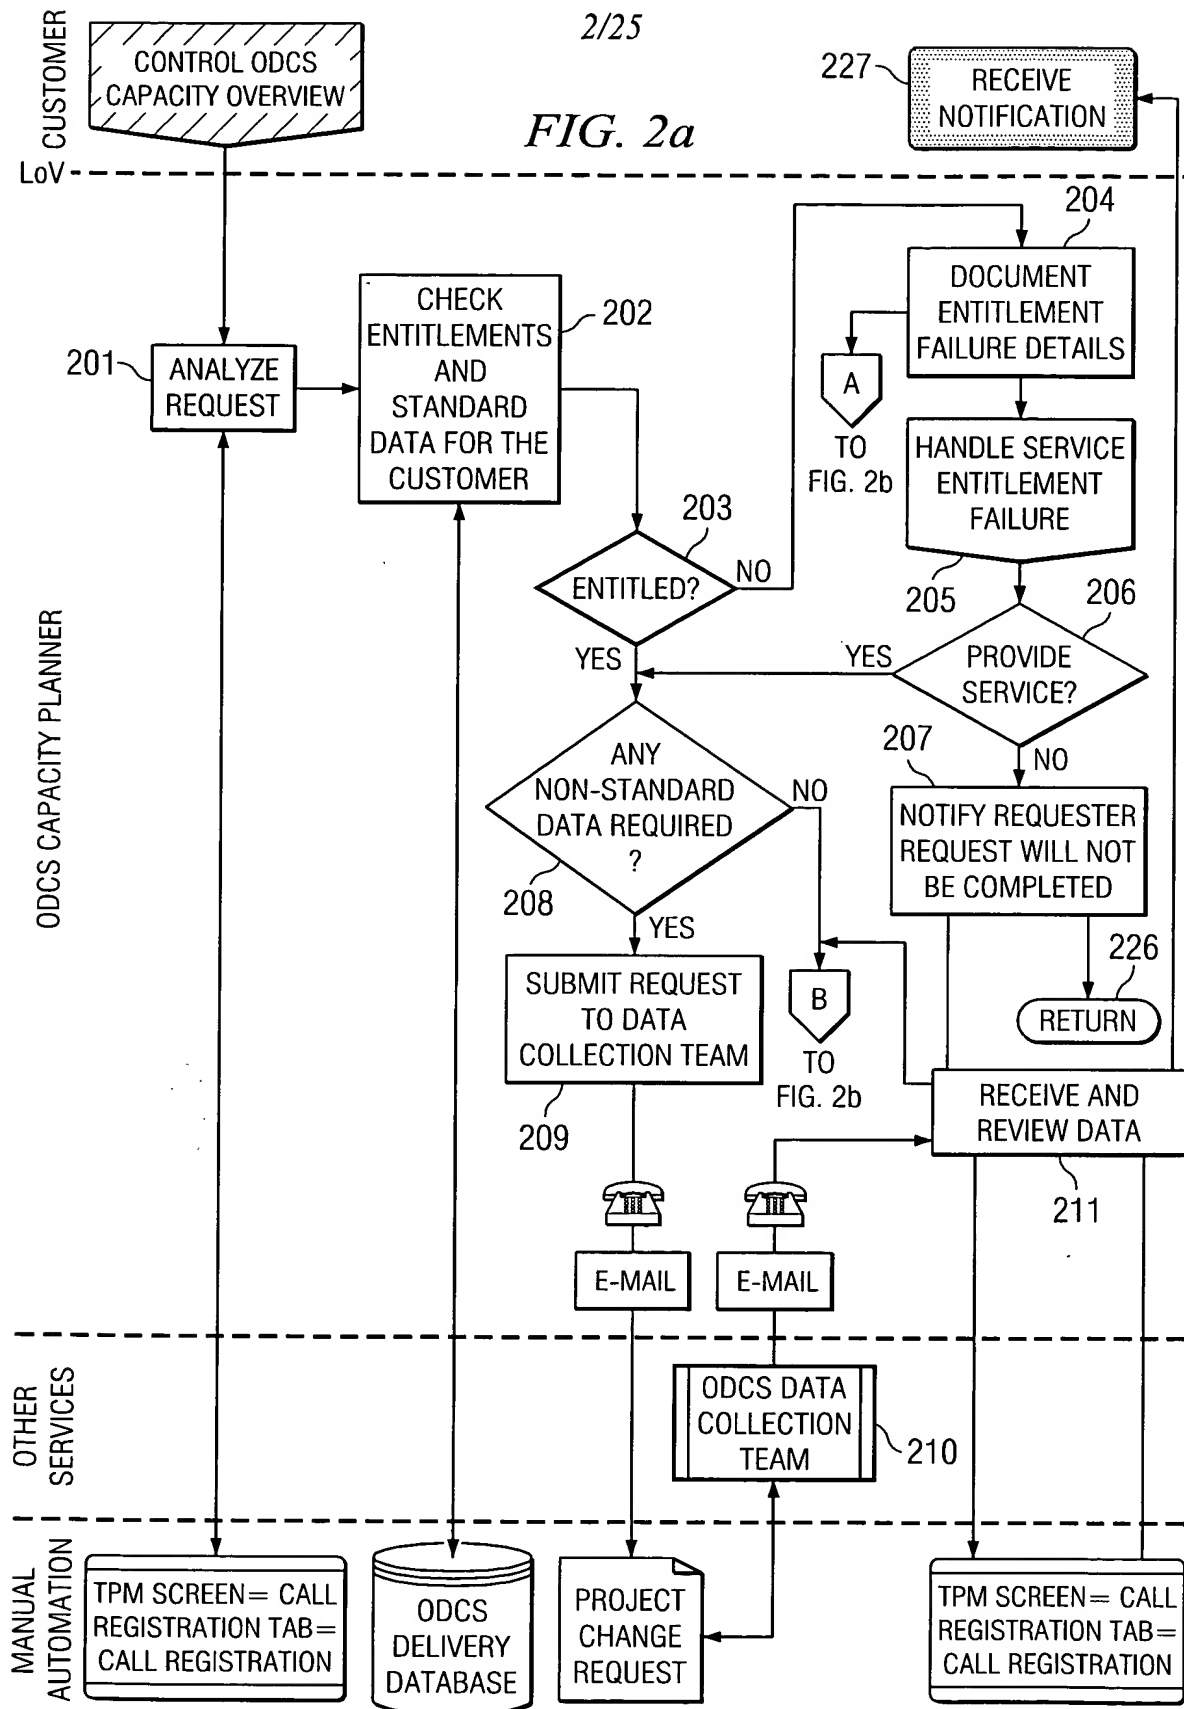 2/25
CUSTOMER
CONTROL ODCS
CAPACITY OVERVIEW
FIG. 2a
227
RECEIVE
NOTIFICATION
LoV
204
DOCUMENT
ENTITLEMENT
FAILURE DETAILS
CHECK
ENTITLEMENTS
AND
STANDARD
DATA FOR THE
CUSTOMER
202
201
ANALYZE
REQUEST
A
TO
FIG. 2b
HANDLE SERVICE
ENTITLEMENT
FAILURE
203
ENTITLED?
NO
YES
205
206
PROVIDE
SERVICE?
YES
NO
ODCS CAPACITY PLANNER
ANY
NON-STANDARD
DATA REQUIRED
?
NO
208
YES
207
NOTIFY REQUESTER
REQUEST WILL NOT
BE COMPLETED
226
RETURN
SUBMIT REQUEST
TO DATA
COLLECTION TEAM
209
B
TO
FIG. 2b
RECEIVE AND
REVIEW DATA
211
E-MAIL
E-MAIL
OTHER
SERVICES
ODCS DATA
COLLECTION
TEAM
210
MANUAL
AUTOMATION
TPM SCREEN= CALL
REGISTRATION TAB=
CALL REGISTRATION
ODCS
DELIVERY
DATABASE
PROJECT
CHANGE
REQUEST
TPM SCREEN= CALL
REGISTRATION TAB=
CALL REGISTRATION